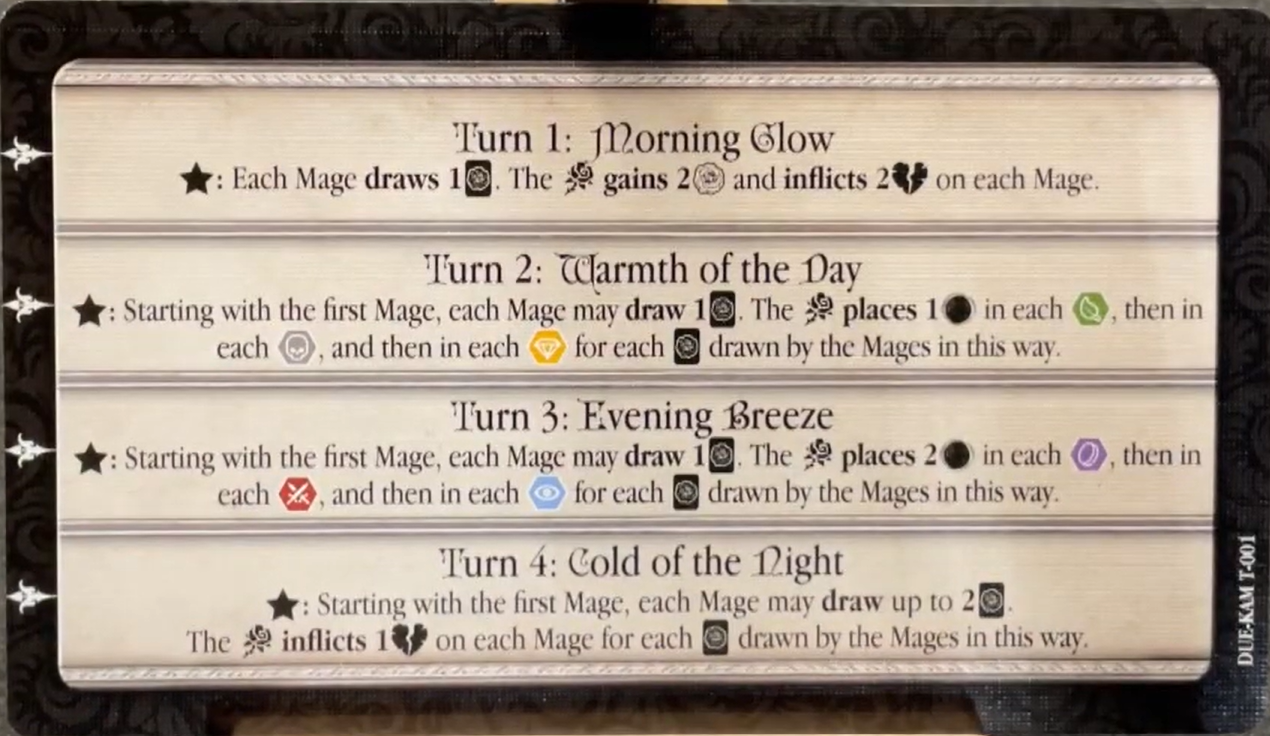 Turn 1: Morning Glow
★: Each Mage draws 1. The gains 2 and inflicts 2 on each Mage.
Turn 2: Warmth of the Day
★: Starting with the first Mage, each Mage may draw 1. The places 1 in each , then in
each , and then in each for each drawn by the Mages in this way.
Turn 3: Evening Breeze
★: Starting with the first Mage, each Mage may draw 1. The places 2 in each , then in
each , and then in each for each drawn by the Mages in this way.
Turn 4: Cold of the Night
★: Starting with the first Mage, each Mage may draw up to 2.
The inflicts 1 on each Mage for each drawn by the Mages in this way.
DUE-KAM T-001